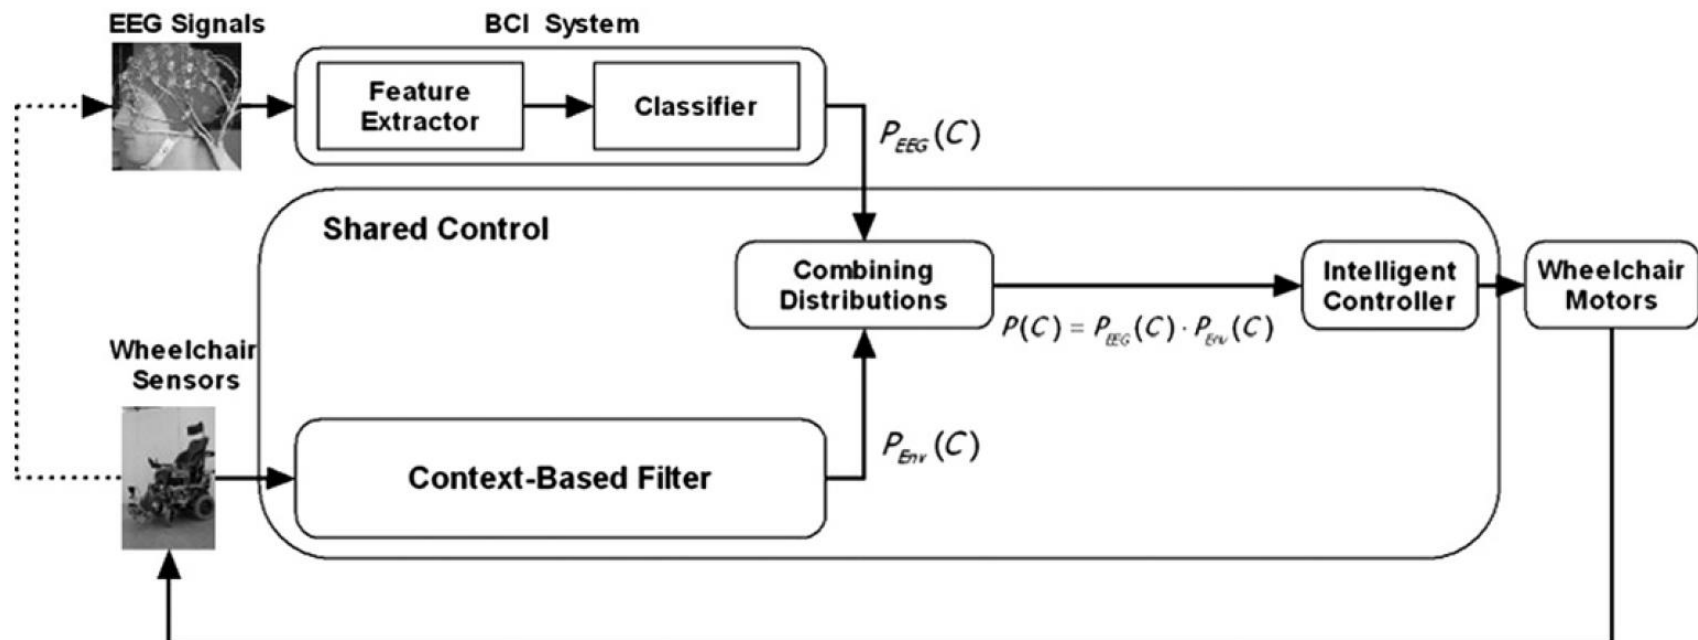 EEG Signals
BCI System
Feature
Extractor
Classifier
P_EEG(C)
Shared Control
Combining
Distributions
Intelligent
Controller
Wheelchair
Motors
P(C) = P_EEG(C) · P_Env(C)
Wheelchair
Sensors
P_Env(C)
Context-Based Filter